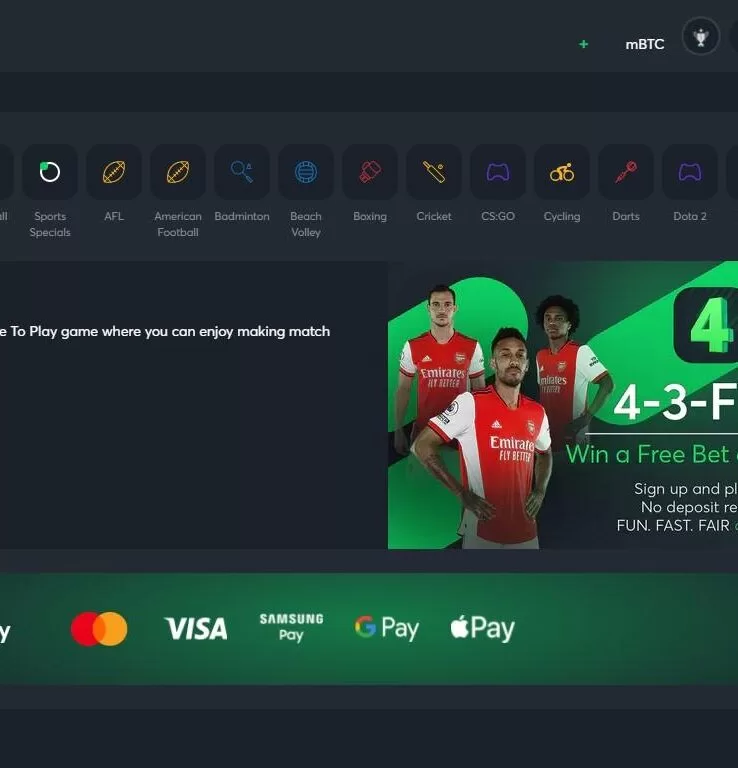 mBTC
Sports
Specials
AFL
American
Football
Badminton
Beach
Volley
Boxing
Cricket
CS:GO
Cycling
Darts
Dota 2
e To Play game where you can enjoy making match
Emirates
FLY BETTER
Emirates
Emirate
FLY BETTER
4
4-3-F
Win a Free Bet
Sign up and pl
No deposit re
FUN. FAST. FAIR
y
VISA
SAMSUNG
Pay
G Pay
Pay